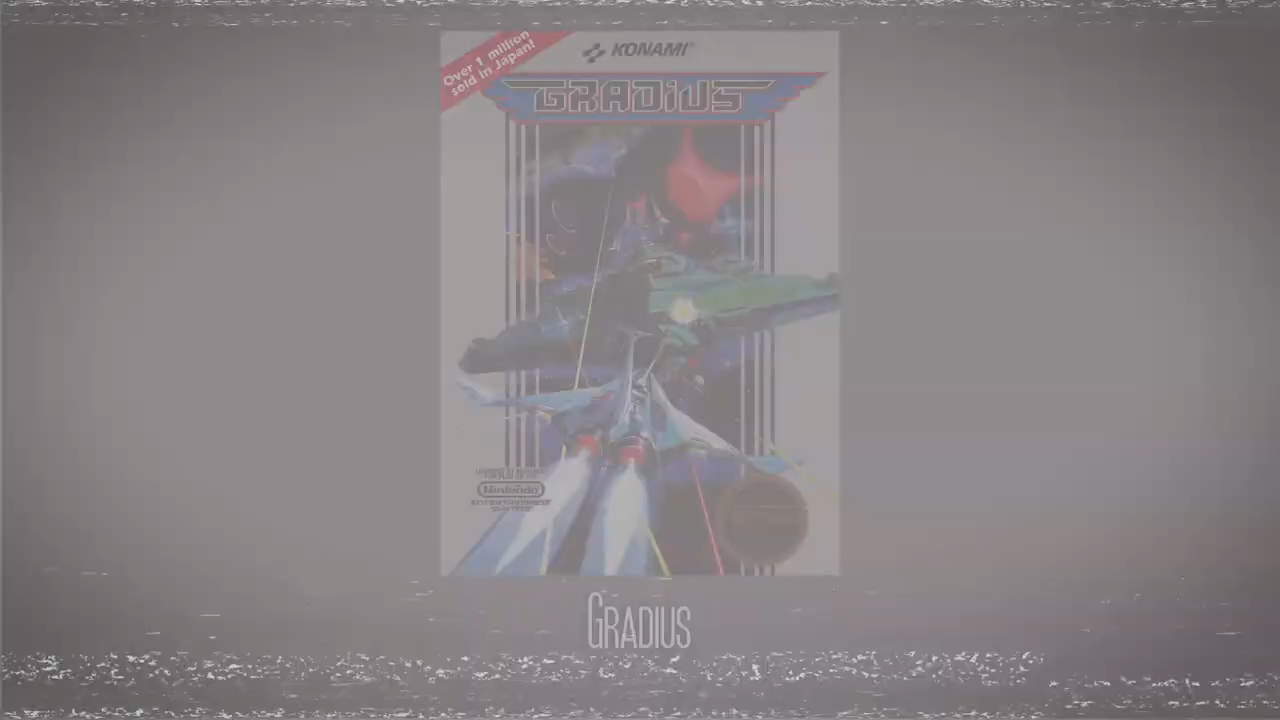 Over 1 million
sold in Japan!
KONAMI
GRADIUS
Nintendo
GRADIUS